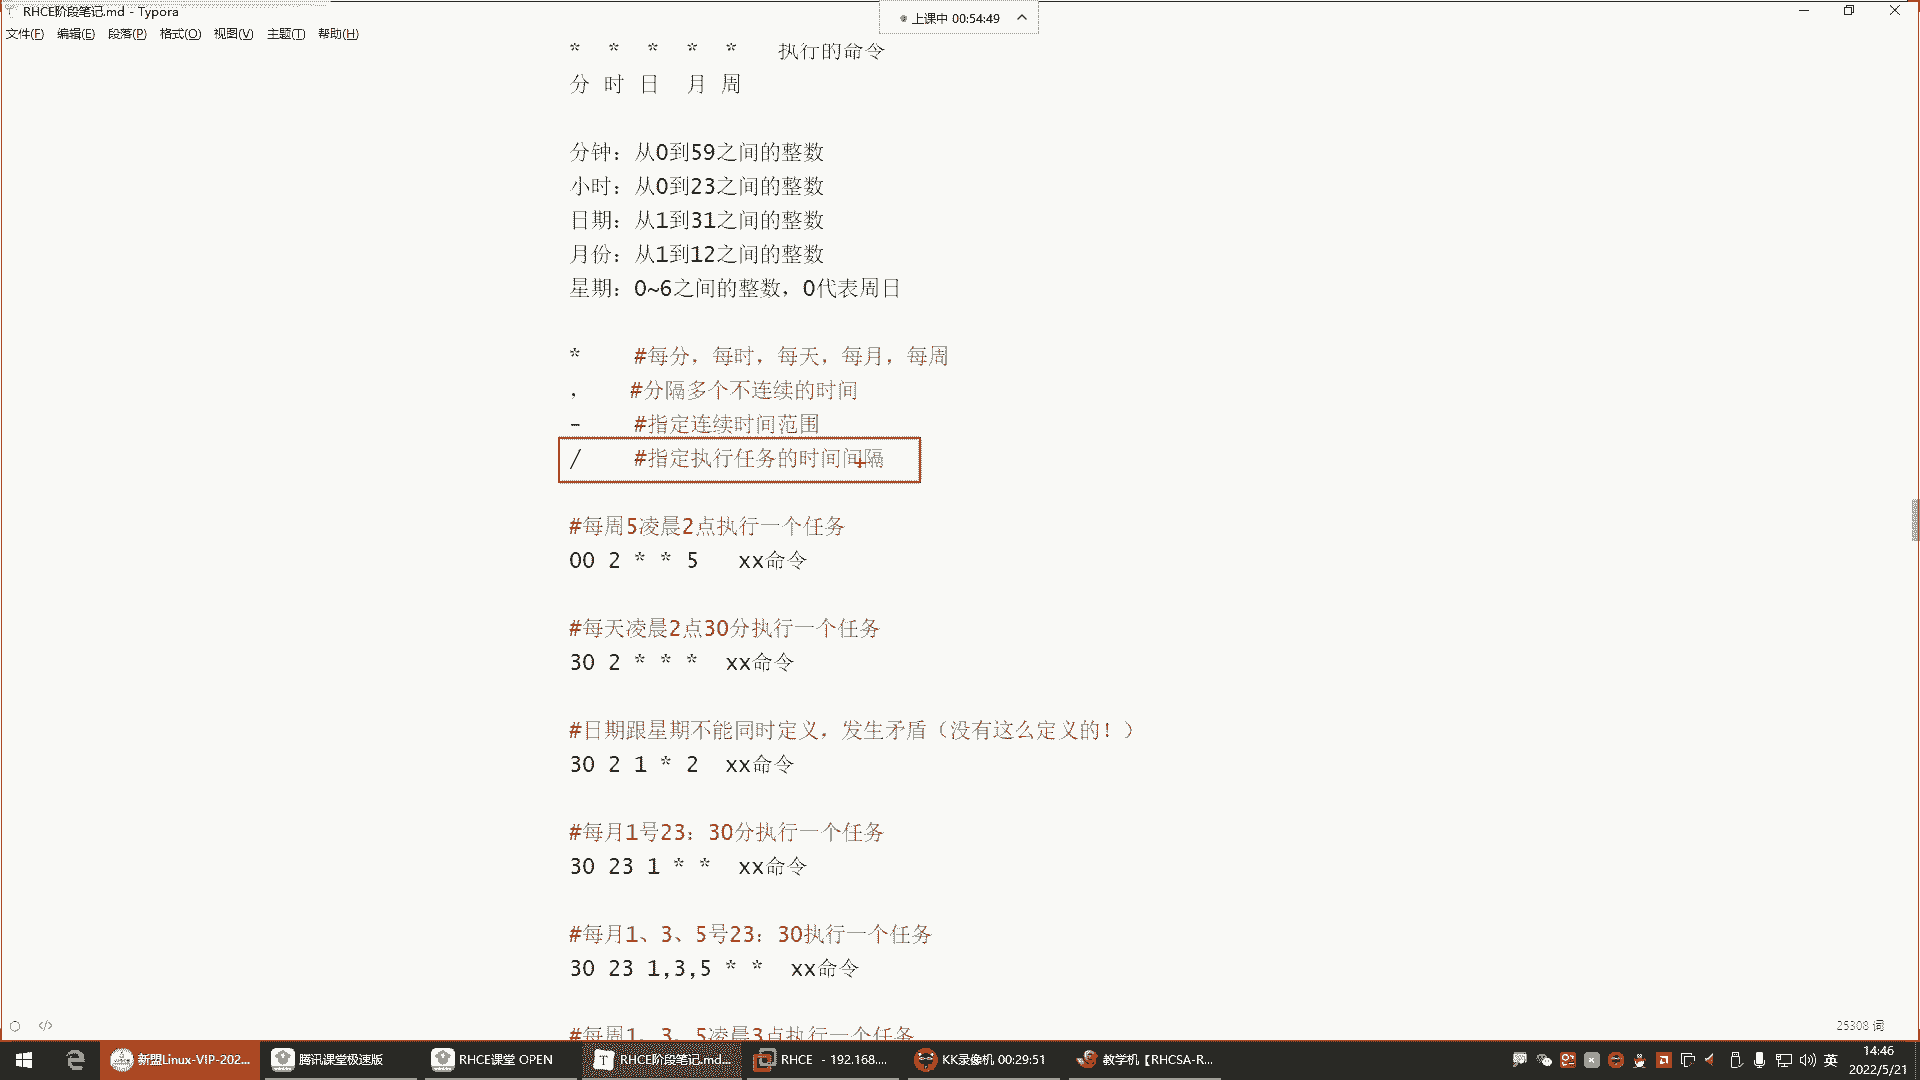 RHCE阶段笔记.md - Typora
上课中 00:54:49
文件(F) 编辑(E) 段落(P) 格式(O) 视图(V) 主题(T) 帮助(H)
* * * * * 执行的命令
分 时 日 月 周
分钟：从0到59之间的整数
小时：从0到23之间的整数
日期：从1到31之间的整数
月份：从1到12之间的整数
星期：0~6之间的整数，0代表周日
* #每分，每时，每天，每月，每周
, #分隔多个不连续的时间
- #指定连续时间范围
/ #指定执行任务的时间间隔
#每周5凌晨2点执行一个任务
00 2 * * 5 xx命令
#每天凌晨2点30分执行一个任务
30 2 * * * xx命令
#日期跟星期不能同时定义，发生矛盾（没有这么定义的！）
30 2 1 * 2 xx命令
#每月1号23：30分执行一个任务
30 23 1 * * xx命令
#每月1、3、5号23：30执行一个任务
30 23 1,3,5 * * xx命令
#每周1、3、5凌晨3点执行一个任务
25308 词
新盟Linux-VIP-202... 腾讯课堂极速版 RHCE课堂 OPEN RHCE阶段笔记.md... RHCE - 192.168.... KK录像机 00:29:51 教学机【RHCSA-R... 英 14:46
2022/5/21